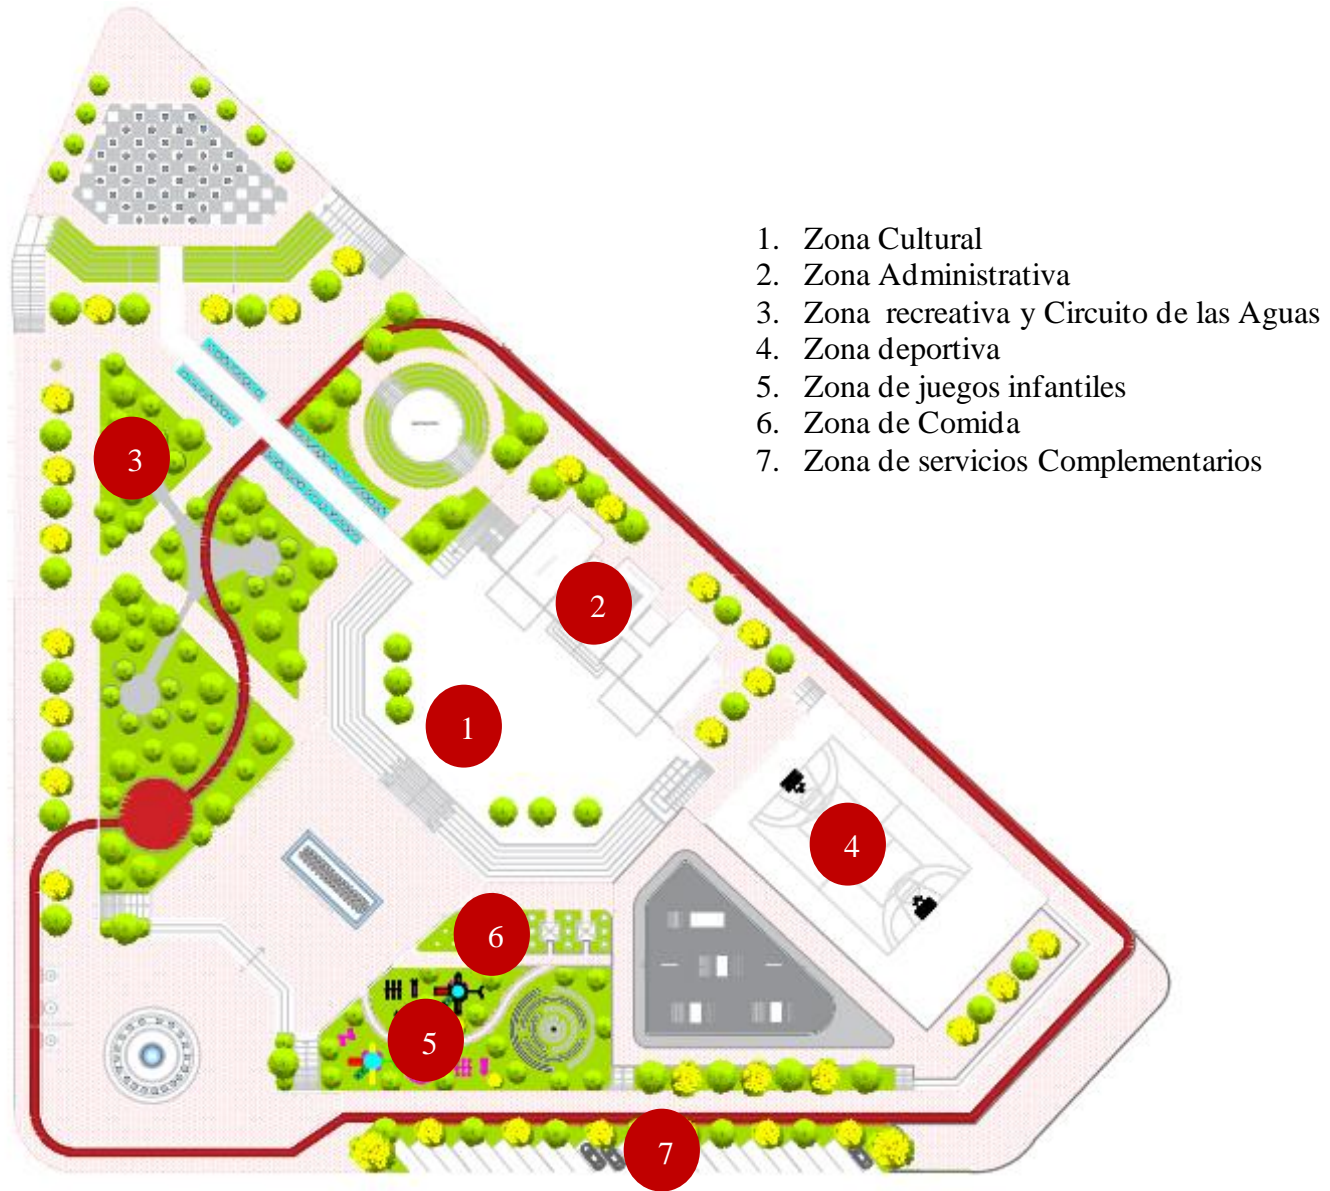 1. Zona Cultural
2. Zona Administrativa
3. Zona recreativa y Circuito de las Aguas
4. Zona deportiva
5. Zona de juegos infantiles
6. Zona de Comida
7. Zona de servicios Complementarios
3
2
1
4
6
5
7